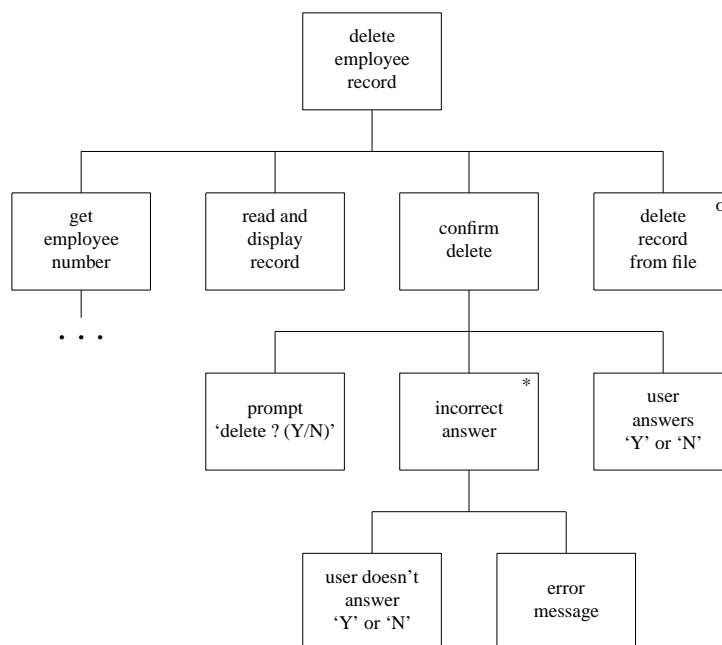 delete
employee
record
get
employee
number
read and
display
record
confirm
delete
o
delete
record
from file
. . .
prompt
‘delete ? (Y/N)’
*
incorrect
answer
user
answers
‘Y’ or ‘N’
user doesn’t
answer
‘Y’ or ‘N’
error
message